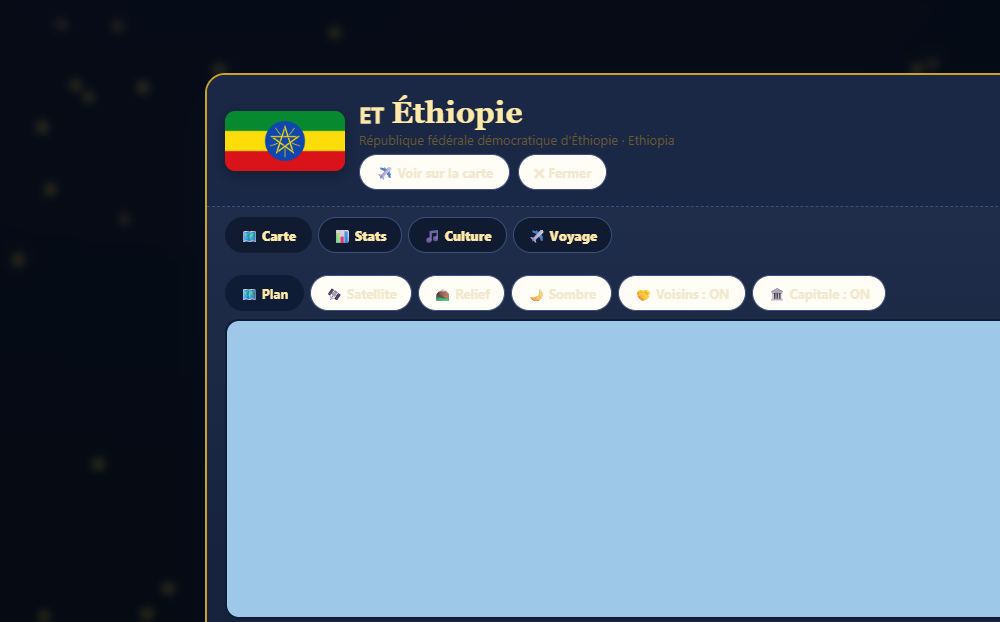 ET Éthiopie
République fédérale démocratique d'Éthiopie · Ethiopia
✈️ Voir sur la carte ✕ Fermer
🗺️ Carte 📊 Stats 🎵 Culture ✈️ Voyage
🗺️ Plan 🛰️ Satellite ⛰️ Relief 🌙 Sombre 🤝 Voisins : ON 🏛️ Capitale : ON